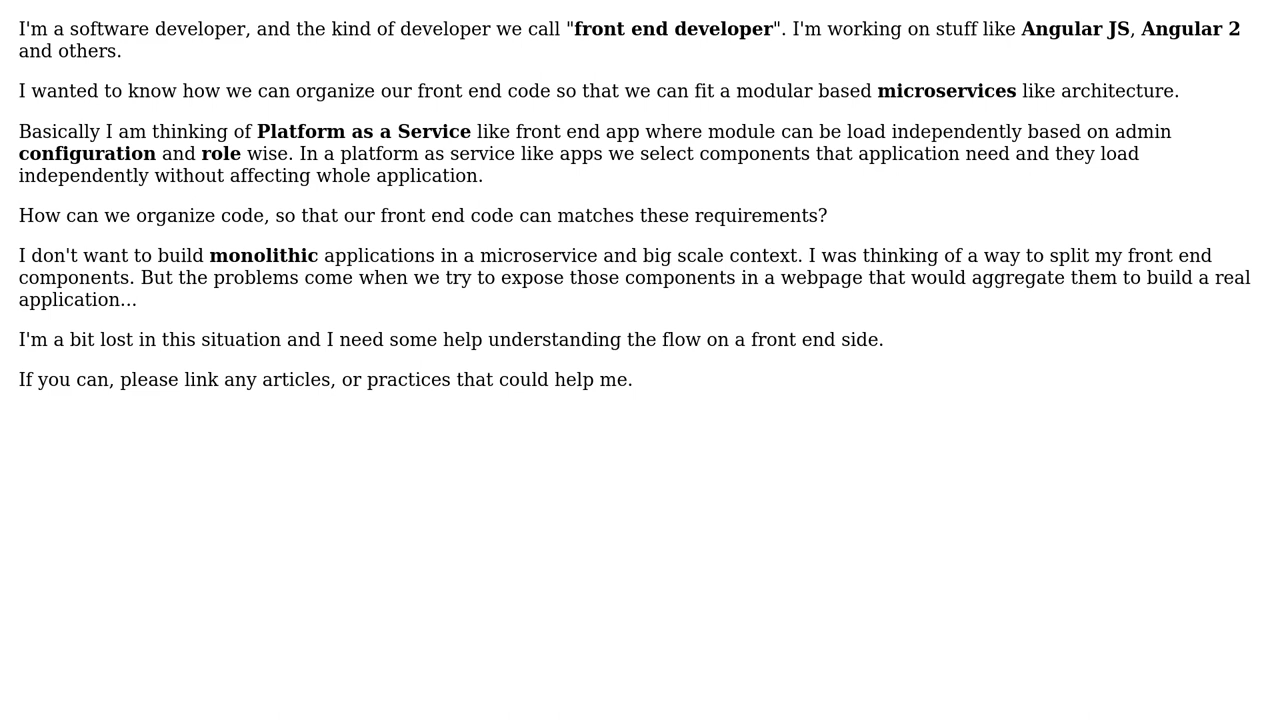 I'm a software developer, and the kind of developer we call "front end developer". I'm working on stuff like Angular JS, Angular 2
and others.
I wanted to know how we can organize our front end code so that we can fit a modular based microservices like architecture.
Basically I am thinking of Platform as a Service like front end app where module can be load independently based on admin
configuration and role wise. In a platform as service like apps we select components that application need and they load
independently without affecting whole application.
How can we organize code, so that our front end code can matches these requirements?
I don't want to build monolithic applications in a microservice and big scale context. I was thinking of a way to split my front end
components. But the problems come when we try to expose those components in a webpage that would aggregate them to build a real
application...
I'm a bit lost in this situation and I need some help understanding the flow on a front end side.
If you can, please link any articles, or practices that could help me.